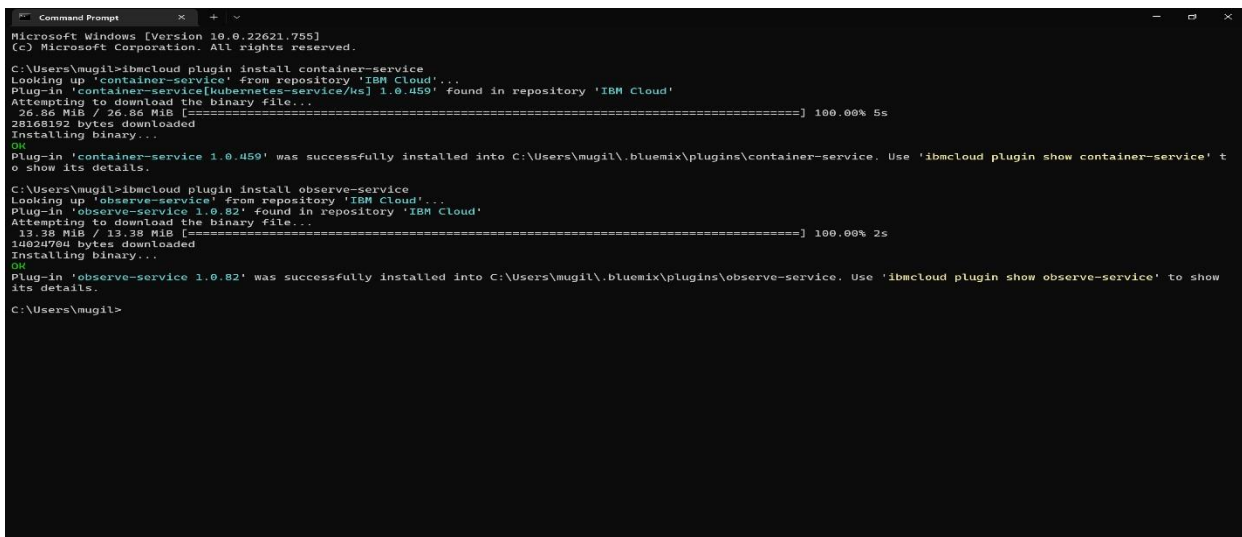 Command Prompt
Microsoft Windows [Version 10.0.22621.755]
(c) Microsoft Corporation. All rights reserved.
C:\Users\mugil>ibmcloud plugin install container-service
Looking up 'container-service' from repository 'IBM Cloud'...
Plug-in 'container-service[kubernetes-service/ks] 1.0.459' found in repository 'IBM Cloud'
Attempting to download the binary file...
26.86 MiB / 26.86 MiB [=====================================================================================] 100.00% 5s
28168192 bytes downloaded
Installing binary...
OK
Plug-in 'container-service 1.0.459' was successfully installed into C:\Users\mugil\.bluemix\plugins\container-service. Use 'ibmcloud plugin show container-service' t
o show its details.
C:\Users\mugil>ibmcloud plugin install observe-service
Looking up 'observe-service' from repository 'IBM Cloud'...
Plug-in 'observe-service 1.0.82' found in repository 'IBM Cloud'
Attempting to download the binary file...
13.38 MiB / 13.38 MiB [=====================================================================================] 100.00% 2s
14024704 bytes downloaded
Installing binary...
OK
Plug-in 'observe-service 1.0.82' was successfully installed into C:\Users\mugil\.bluemix\plugins\observe-service. Use 'ibmcloud plugin show observe-service' to show
its details.
C:\Users\mugil>